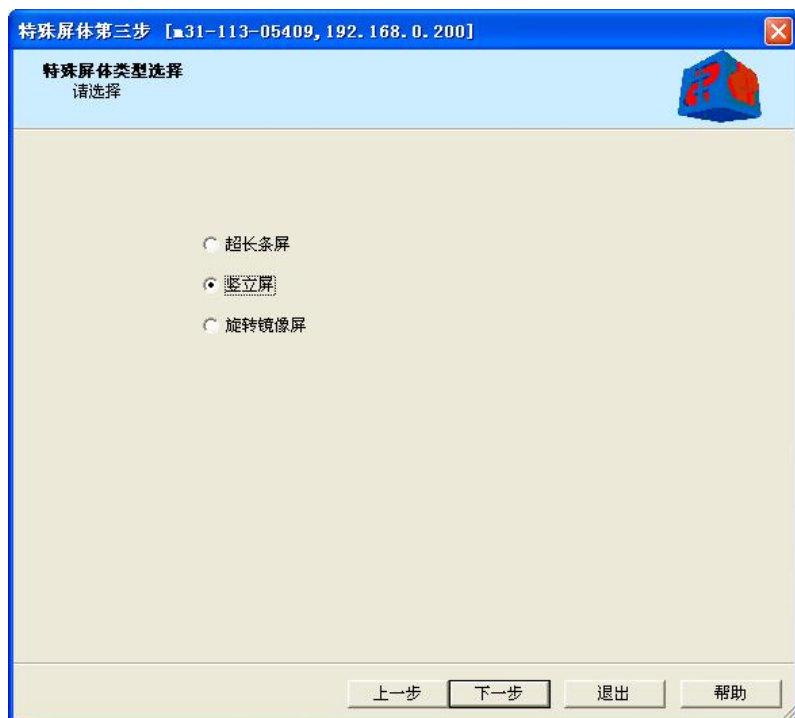 特殊屏体第三步 [m31-113-05409,192.168.0.200]
特殊屏体类型选择
请选择
超长条屏
竖立屏
旋转镜像屏
上一步 下一步 退出 帮助